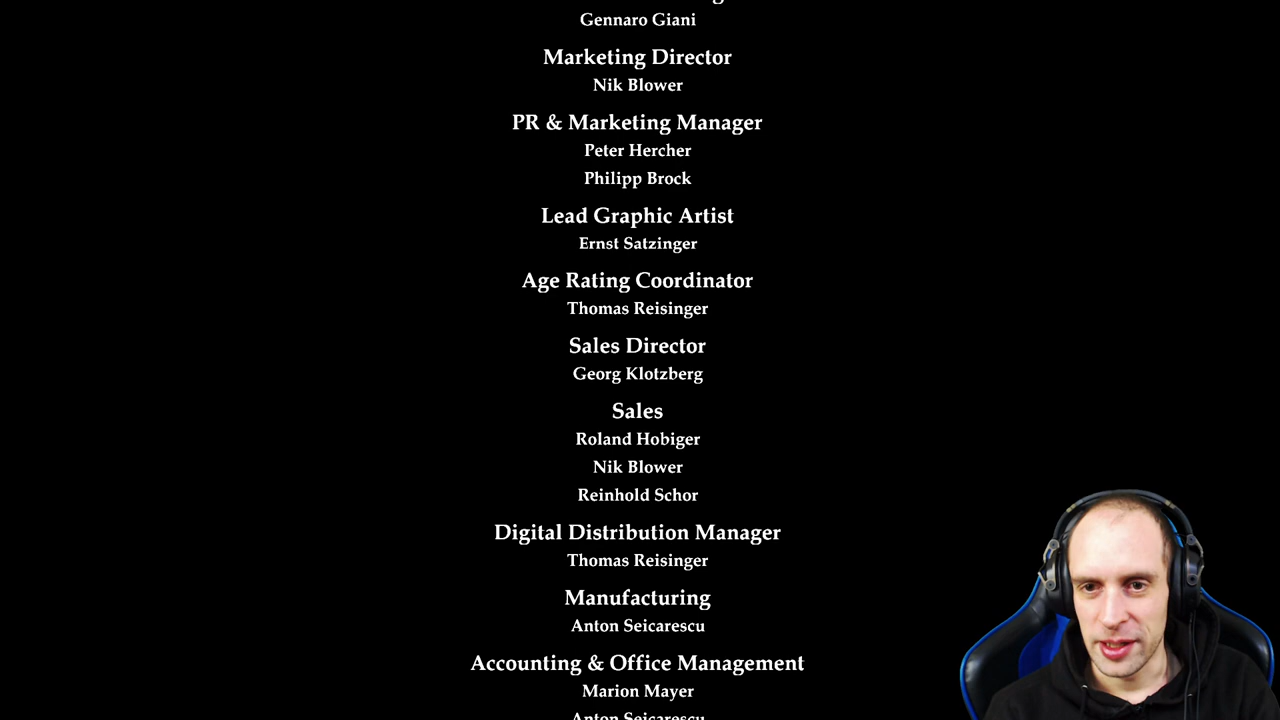 Gennaro Giani
Marketing Director
Nik Blower
PR & Marketing Manager
Peter Hercher
Philipp Brock
Lead Graphic Artist
Ernst Satzinger
Age Rating Coordinator
Thomas Reisinger
Sales Director
Georg Klotzberg
Sales
Roland Hobiger
Nik Blower
Reinhold Schor
Digital Distribution Manager
Thomas Reisinger
Manufacturing
Anton Seicarescu
Accounting & Office Management
Marion Mayer
Anton Seicarescu